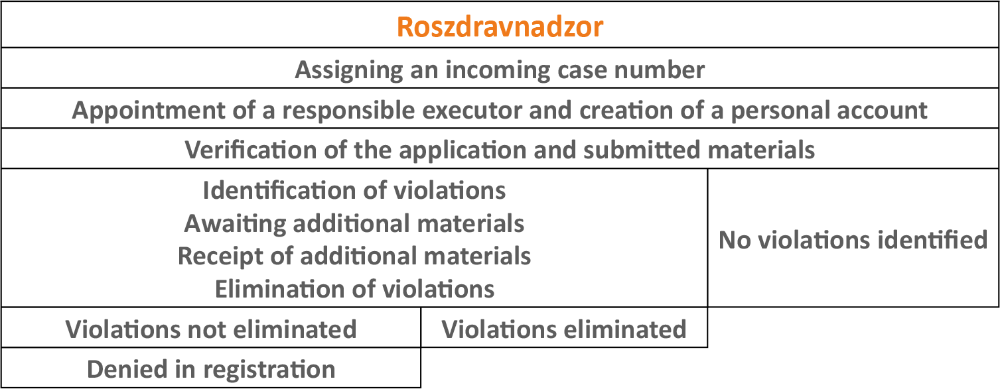 Roszdravnadzor
Assigning an incoming case number
Appointment of a responsible executor and creation of a personal account
Verification of the application and submitted materials
Identification of violations
Awaiting additional materials
Receipt of additional materials
Elimination of violations
No violations identified
Violations not eliminated
Violations eliminated
Denied in registration